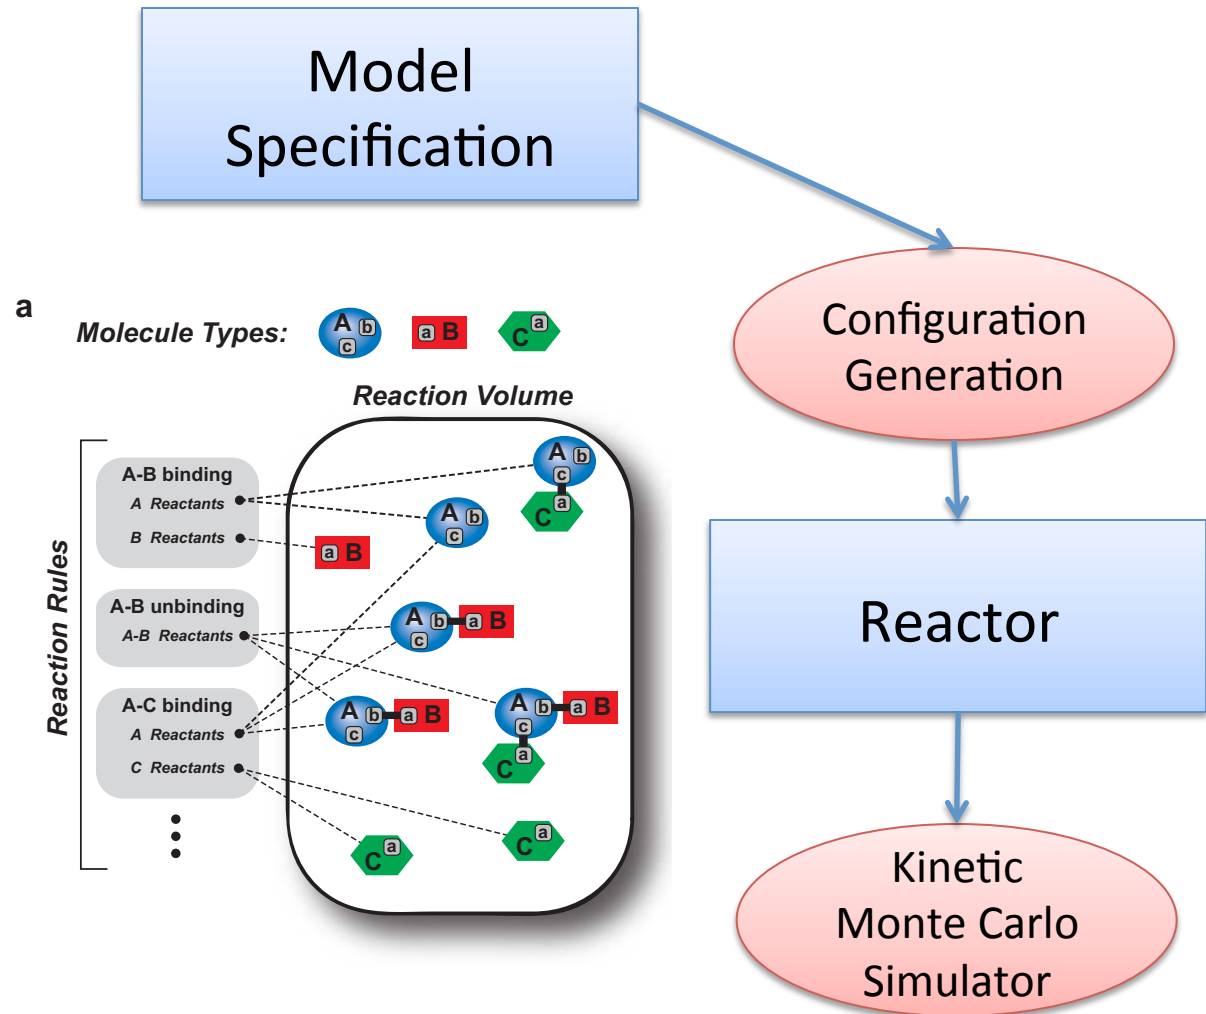 Model
Specification
Configuration
Generation
Reactor
Kinetic
Monte Carlo
Simulator
a
Molecule Types:
A b
c
a B
a
C
Reaction Volume
Reaction Rules
A-B binding
A Reactants
B Reactants
A-B unbinding
A-B Reactants
A-C binding
A Reactants
C Reactants
A b
c
a
C
A b
c
a B
A b a B
c
A b a B
c
A b a B
c
a
C
a
C
a
C